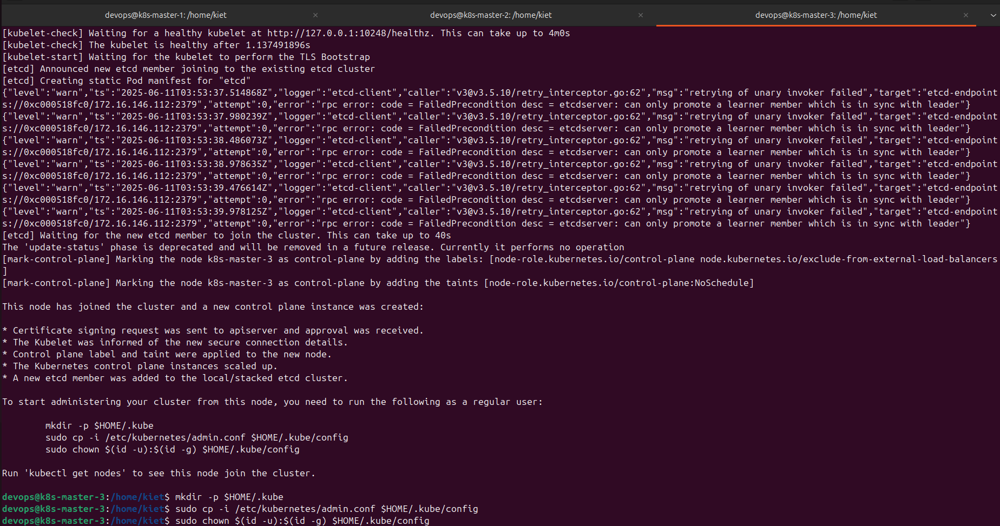 devops@k8s-master-1: /home/kiet × devops@k8s-master-2: /home/kiet × devops@k8s-master-3: /home/kiet ×
[kubelet-check] Waiting for a healthy kubelet at http://127.0.0.1:10248/healthz. This can take up to 4m0s
[kubelet-check] The kubelet is healthy after 1.137491896s
[kubelet-start] Waiting for the kubelet to perform the TLS Bootstrap
[etcd] Announced new etcd member joining to the existing etcd cluster
[etcd] Creating static Pod manifest for "etcd"
{"level":"warn","ts":"2025-06-11T03:53:37.514868Z","logger":"etcd-client","caller":"v3@v3.5.10/retry_interceptor.go:62","msg":"retrying of unary invoker failed","target":"etcd-endpoint
s://0xc000518fc0/172.16.146.112:2379","attempt":0,"error":"rpc error: code = FailedPrecondition desc = etcdserver: can only promote a learner member which is in sync with leader"}
{"level":"warn","ts":"2025-06-11T03:53:37.980239Z","logger":"etcd-client","caller":"v3@v3.5.10/retry_interceptor.go:62","msg":"retrying of unary invoker failed","target":"etcd-endpoint
s://0xc000518fc0/172.16.146.112:2379","attempt":0,"error":"rpc error: code = FailedPrecondition desc = etcdserver: can only promote a learner member which is in sync with leader"}
{"level":"warn","ts":"2025-06-11T03:53:38.486073Z","logger":"etcd-client","caller":"v3@v3.5.10/retry_interceptor.go:62","msg":"retrying of unary invoker failed","target":"etcd-endpoint
s://0xc000518fc0/172.16.146.112:2379","attempt":0,"error":"rpc error: code = FailedPrecondition desc = etcdserver: can only promote a learner member which is in sync with leader"}
{"level":"warn","ts":"2025-06-11T03:53:38.978635Z","logger":"etcd-client","caller":"v3@v3.5.10/retry_interceptor.go:62","msg":"retrying of unary invoker failed","target":"etcd-endpoint
s://0xc000518fc0/172.16.146.112:2379","attempt":0,"error":"rpc error: code = FailedPrecondition desc = etcdserver: can only promote a learner member which is in sync with leader"}
{"level":"warn","ts":"2025-06-11T03:53:39.476614Z","logger":"etcd-client","caller":"v3@v3.5.10/retry_interceptor.go:62","msg":"retrying of unary invoker failed","target":"etcd-endpoint
s://0xc000518fc0/172.16.146.112:2379","attempt":0,"error":"rpc error: code = FailedPrecondition desc = etcdserver: can only promote a learner member which is in sync with leader"}
{"level":"warn","ts":"2025-06-11T03:53:39.978125Z","logger":"etcd-client","caller":"v3@v3.5.10/retry_interceptor.go:62","msg":"retrying of unary invoker failed","target":"etcd-endpoint
s://0xc000518fc0/172.16.146.112:2379","attempt":0,"error":"rpc error: code = FailedPrecondition desc = etcdserver: can only promote a learner member which is in sync with leader"}
[etcd] Waiting for the new etcd member to join the cluster. This can take up to 40s
The 'update-status' phase is deprecated and will be removed in a future release. Currently it performs no operation
[mark-control-plane] Marking the node k8s-master-3 as control-plane by adding the labels: [node-role.kubernetes.io/control-plane node.kubernetes.io/exclude-from-external-load-balancers
]
[mark-control-plane] Marking the node k8s-master-3 as control-plane by adding the taints [node-role.kubernetes.io/control-plane:NoSchedule]
This node has joined the cluster and a new control plane instance was created:
* Certificate signing request was sent to apiserver and approval was received.
* The Kubelet was informed of the new secure connection details.
* Control plane label and taint were applied to the new node.
* The Kubernetes control plane instances scaled up.
* A new etcd member was added to the local/stacked etcd cluster.
To start administering your cluster from this node, you need to run the following as a regular user:
mkdir -p $HOME/.kube
sudo cp -i /etc/kubernetes/admin.conf $HOME/.kube/config
sudo chown $(id -u):$(id -g) $HOME/.kube/config
Run 'kubectl get nodes' to see this node join the cluster.
devops@k8s-master-3:/home/kiet$ mkdir -p $HOME/.kube
devops@k8s-master-3:/home/kiet$ sudo cp -i /etc/kubernetes/admin.conf $HOME/.kube/config
devops@k8s-master-3:/home/kiet$ sudo chown $(id -u):$(id -g) $HOME/.kube/config